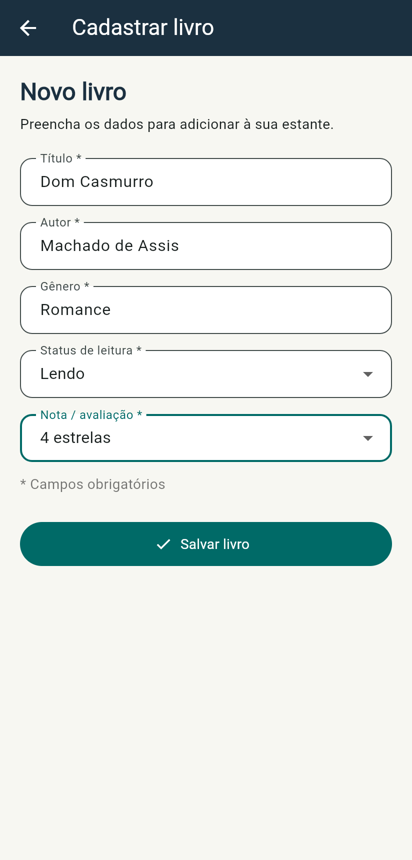 Cadastrar livro
Novo livro
Preencha os dados para adicionar à sua estante.
Título *
Dom Casmurro
Autor *
Machado de Assis
Gênero *
Romance
Status de leitura *
Lendo
Nota / avaliação *
4 estrelas
* Campos obrigatórios
Salvar livro